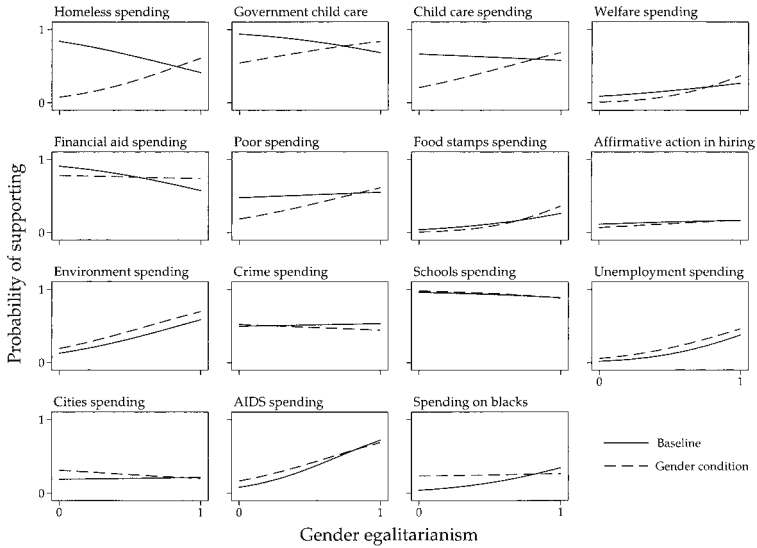 Homeless spending
Government child care
Child care spending
Welfare spending
1
0
Financial aid spending
Poor spending
Food stamps spending
Affirmative action in hiring
1
0
Environment spending
Crime spending
Schools spending
Unemployment spending
1
0
0
1
Cities spending
AIDS spending
Spending on blacks
1
0
0
1
0
1
0
1
Baseline
Gender condition
Probability of supporting
Gender egalitarianism